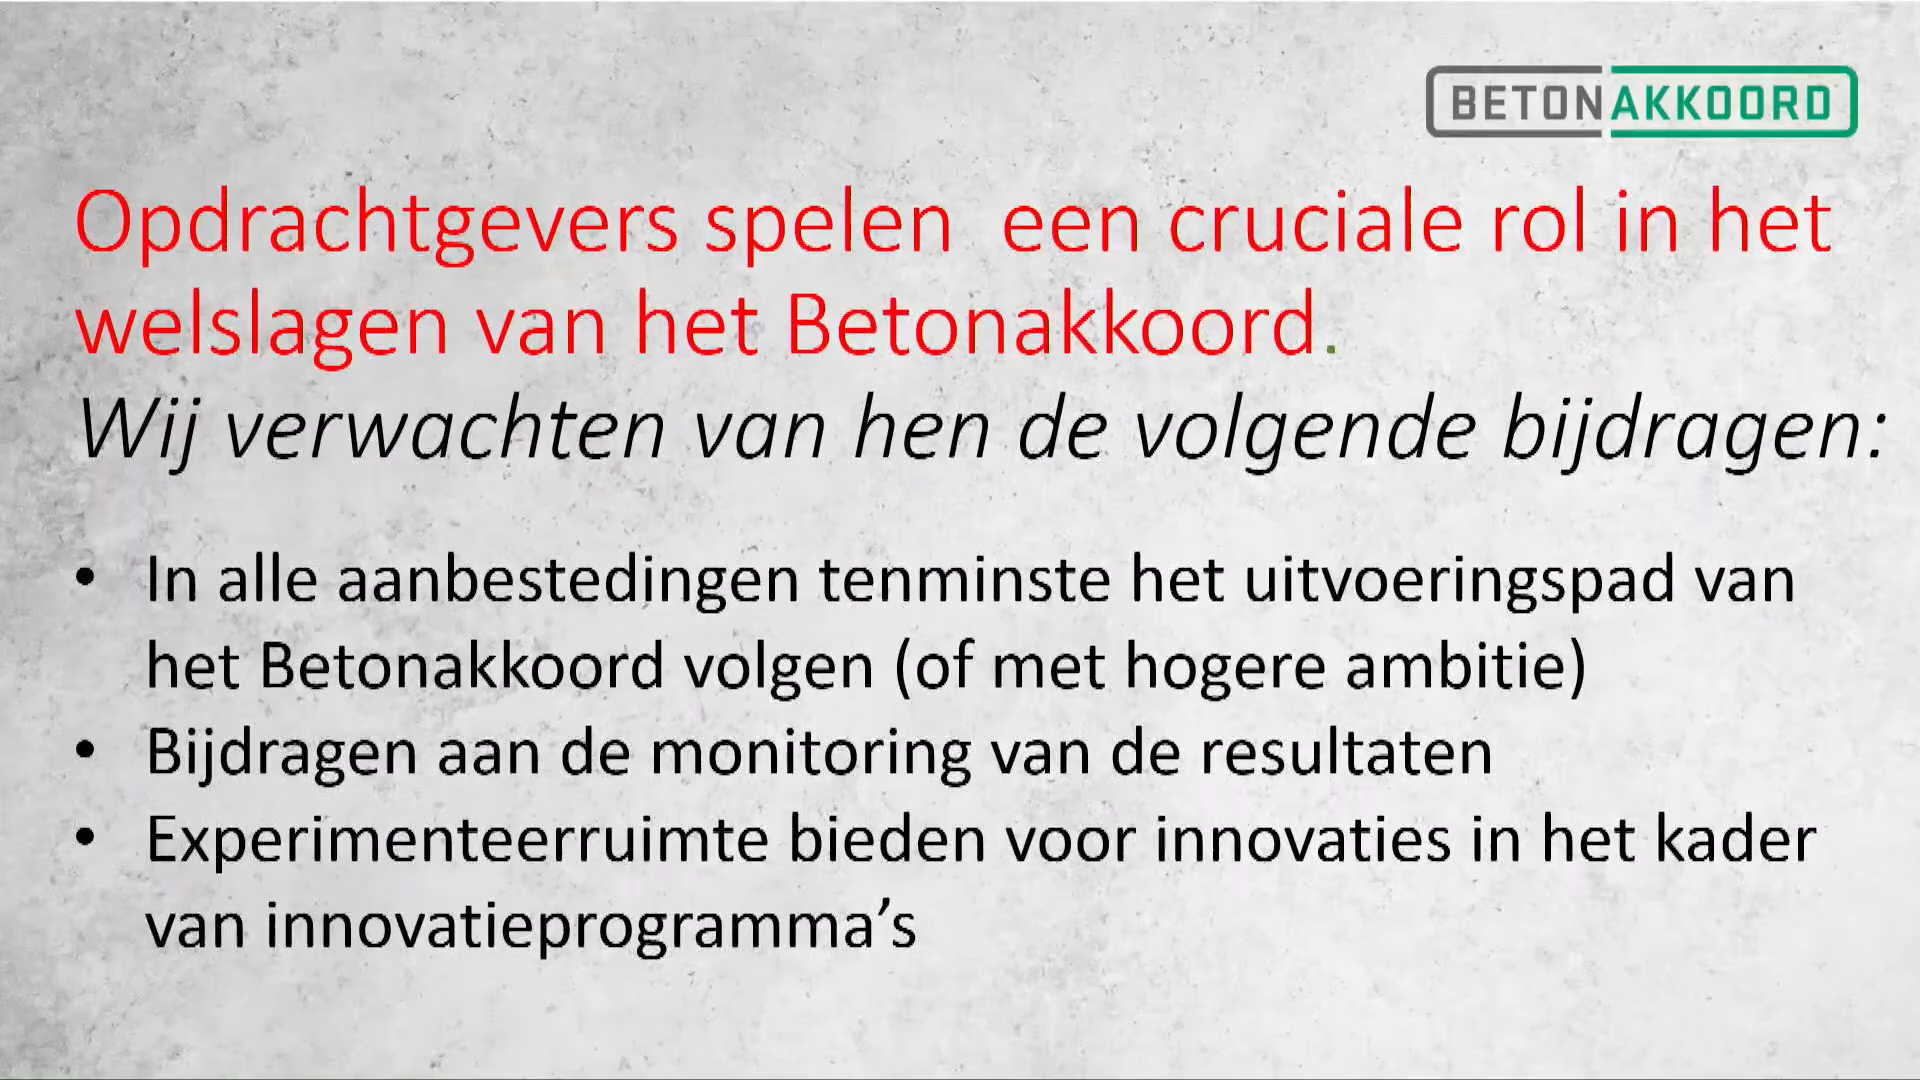 BETONAKKOORD
Opdrachtgevers spelen een cruciale rol in het
welslagen van het Betonakkoord.
Wij verwachten van hen de volgende bijdragen:
• In alle aanbestedingen tenminste het uitvoeringspad van
het Betonakkoord volgen (of met hogere ambitie)
• Bijdragen aan de monitoring van de resultaten
• Experimenteerruimte bieden voor innovaties in het kader
van innovatieprogramma’s